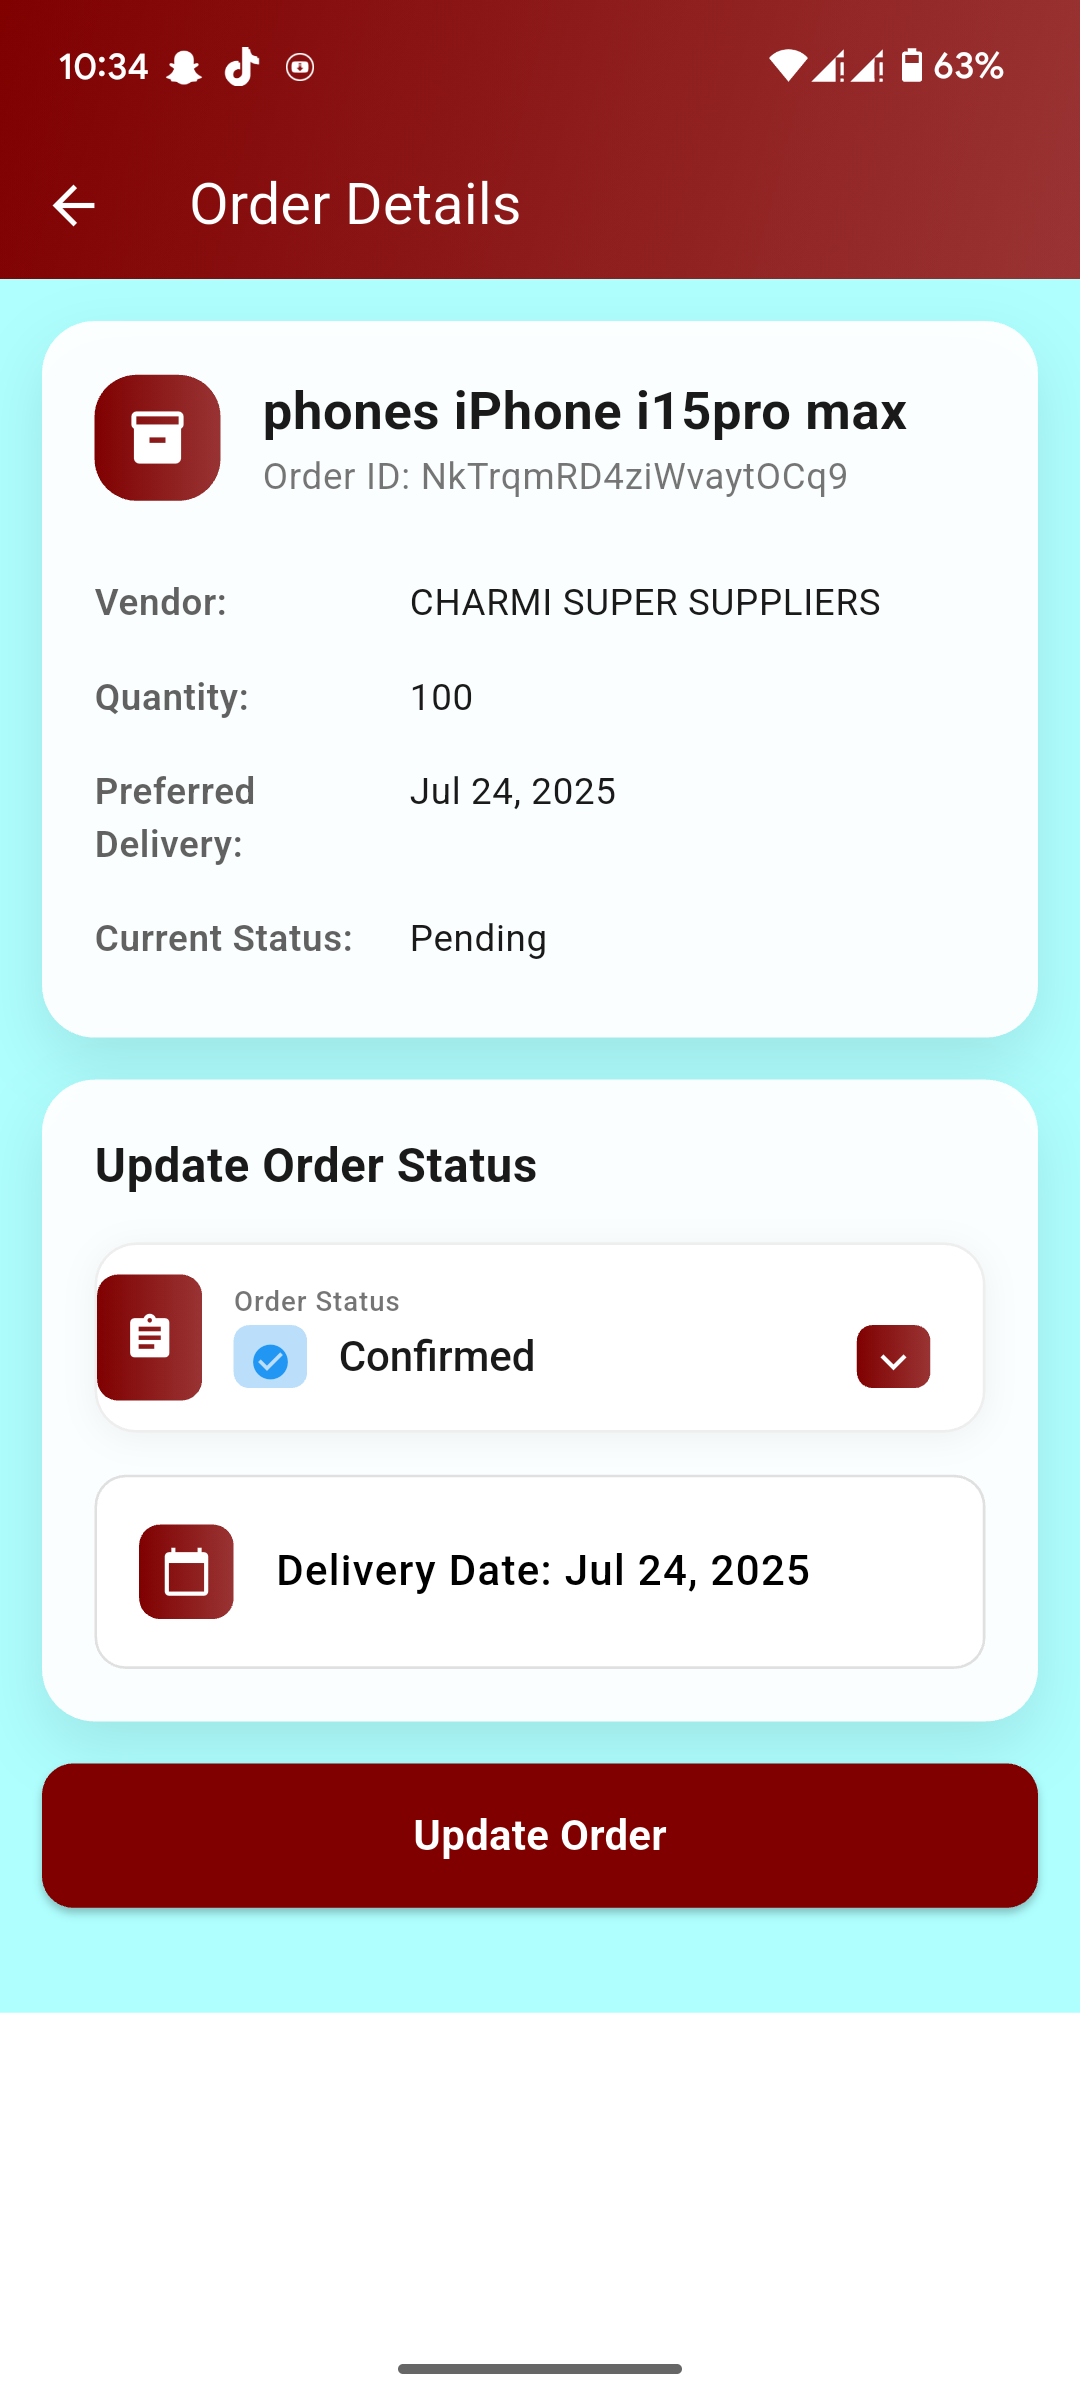 10:34
63%
Order Details
phones iPhone i15pro max
Order ID: NkTrqmRD4ziWvaytOCq9
Vendor: CHARMI SUPER SUPPLIERS
Quantity: 100
Preferred Jul 24, 2025
Delivery:
Current Status: Pending
Update Order Status
Order Status
Confirmed
Delivery Date: Jul 24, 2025
Update Order